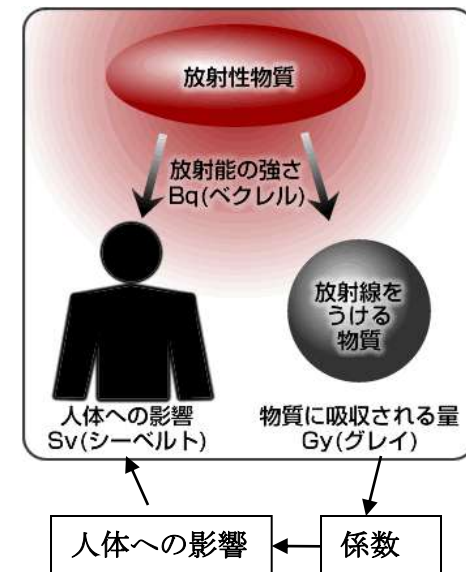 放射性物質
放射能の強さ
Bq(ベクレル)
放射線を
うける
物質
人体への影響
Sv(シーベルト)
物質に吸収される量
Gy(グレイ)
人体への影響
係数